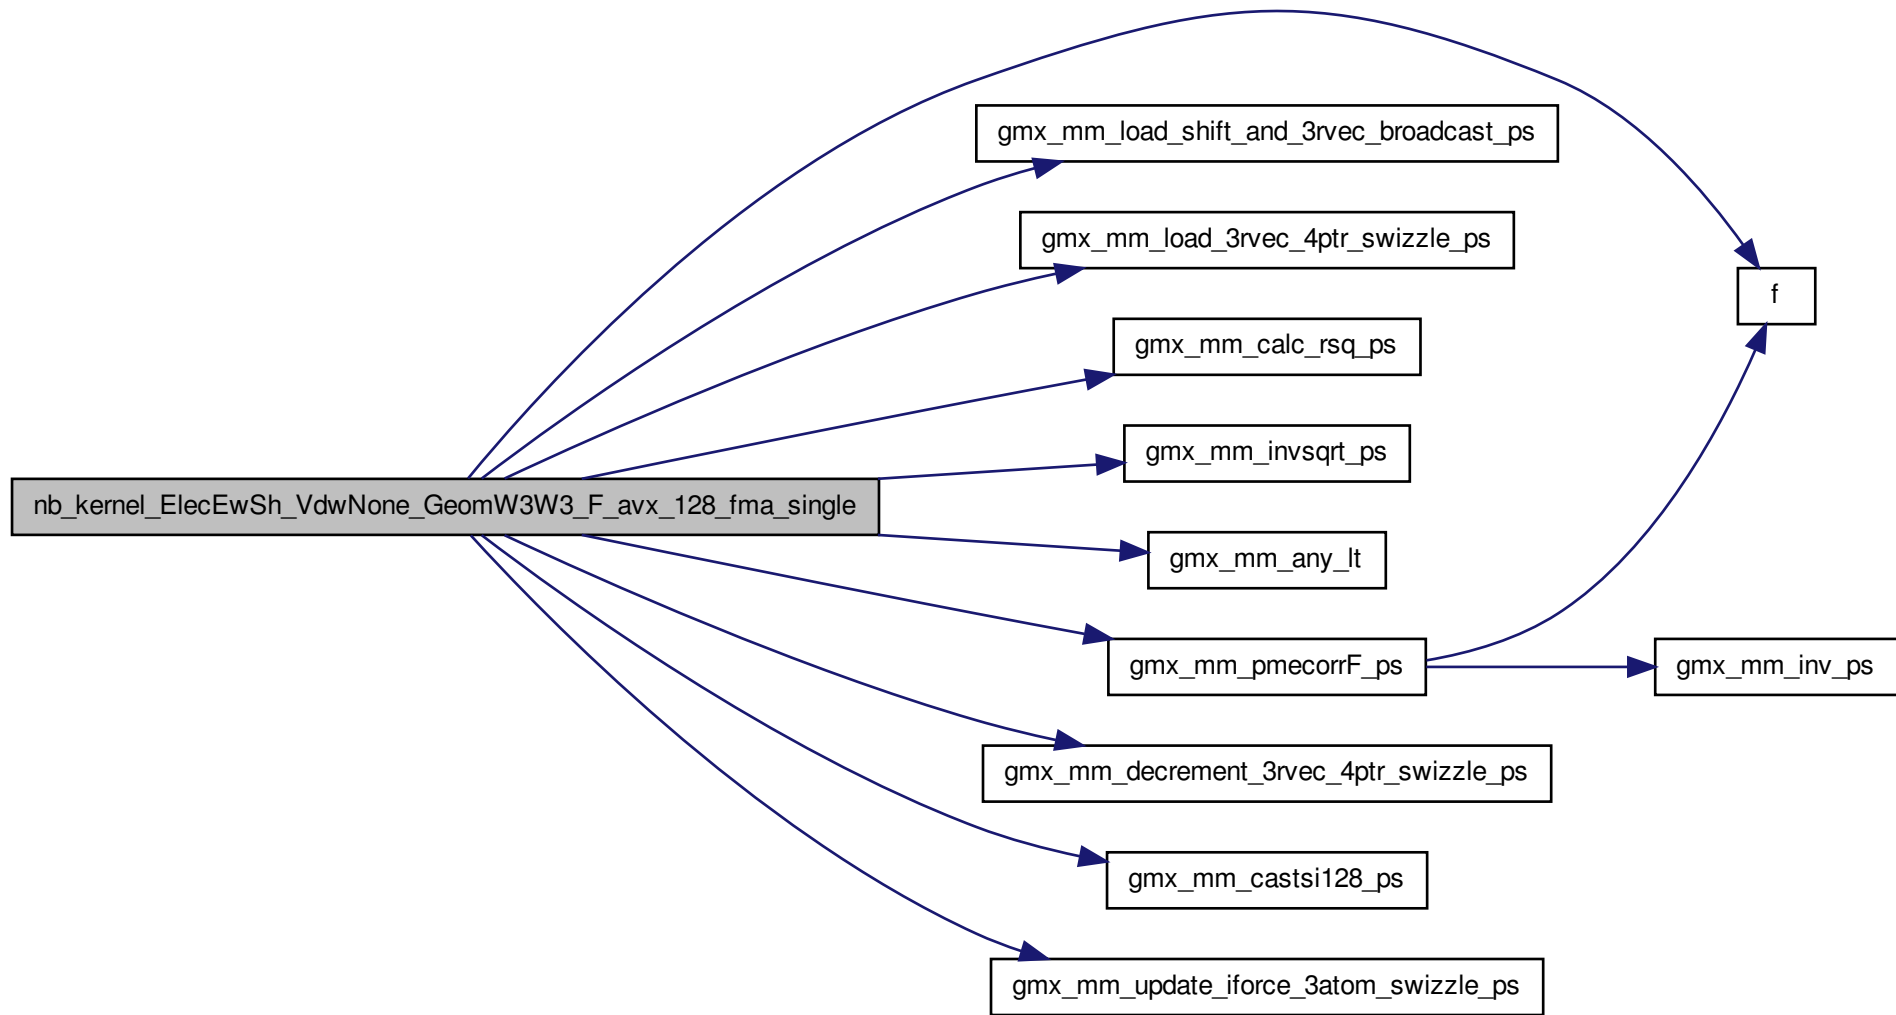 gmx_mm_load_shift_and_3rvec_broadcast_ps
gmx_mm_load_3rvec_4ptr_swizzle_ps
f
gmx_mm_calc_rsq_ps
gmx_mm_invsqrt_ps
nb_kernel_ElecEwSh_VdwNone_GeomW3W3_F_avx_128_fma_single
gmx_mm_any_lt
gmx_mm_pmecorrF_ps
gmx_mm_inv_ps
gmx_mm_decrement_3rvec_4ptr_swizzle_ps
gmx_mm_castsi128_ps
gmx_mm_update_iforce_3atom_swizzle_ps